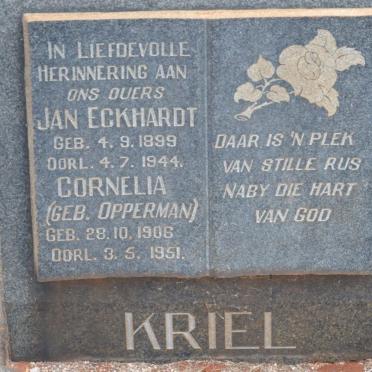 IN LIEFDEVOLLE
HERINNERING AAN
ONS OUERS
JAN ECKHARDT
GEB. 4.9.1899
OORL. 4.7.1944.
CORNELIA
(GEB. OPPERMAN)
GEB. 28.10.1906
OORL. 3.5.1951.
DAAR IS 'N PLEK
VAN STILLE RUS
NABY DIE HART
VAN GOD
KRIEL